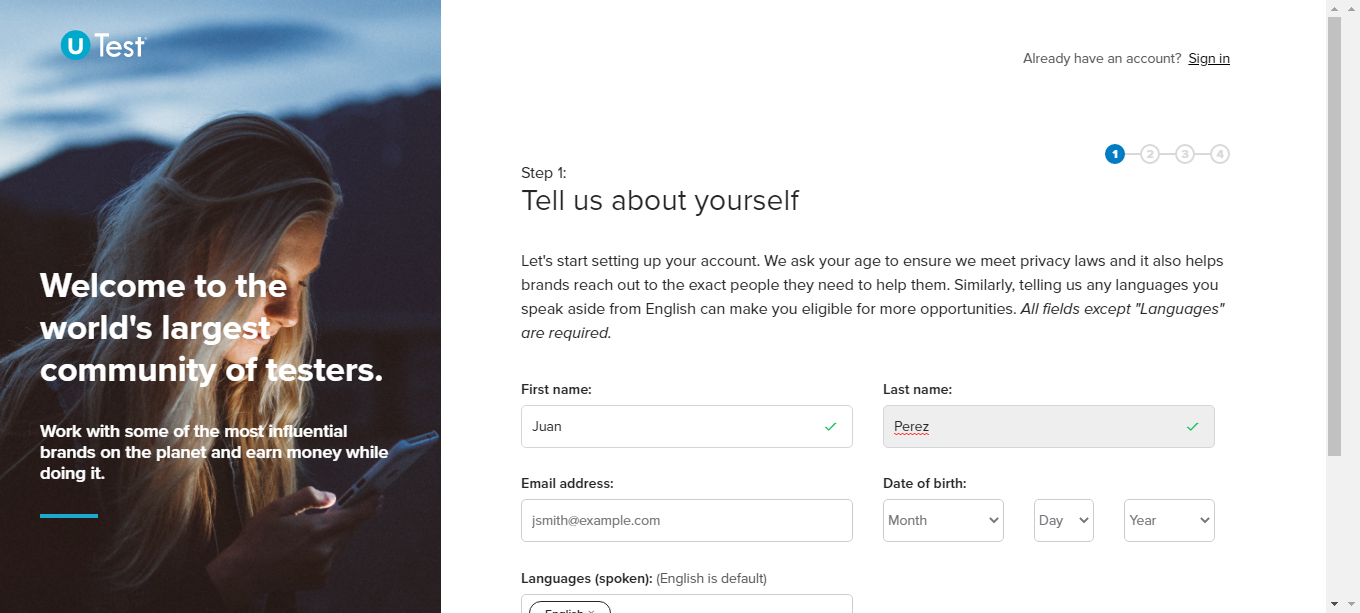 U Test
Already have an account? Sign in
1 2 3 4
Step 1:
Tell us about yourself
Let's start setting up your account. We ask your age to ensure we meet privacy laws and it also helps
brands reach out to the exact people they need to help them. Similarly, telling us any languages you
speak aside from English can make you eligible for more opportunities. All fields except "Languages"
are required.
Welcome to the
world's largest
community of testers.
Work with some of the most influential
brands on the planet and earn money while
doing it.
First name: Last name:
Juan Perez
Email address: Date of birth:
jsmith@example.com Month Day Year
Languages (spoken): (English is default)
English ×